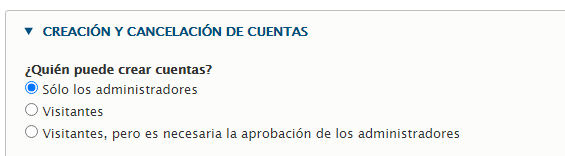 CREACIÓN Y CANCELACIÓN DE CUENTAS
¿Quién puede crear cuentas?
Sólo los administradores
Visitantes
Visitantes, pero es necesaria la aprobación de los administradores